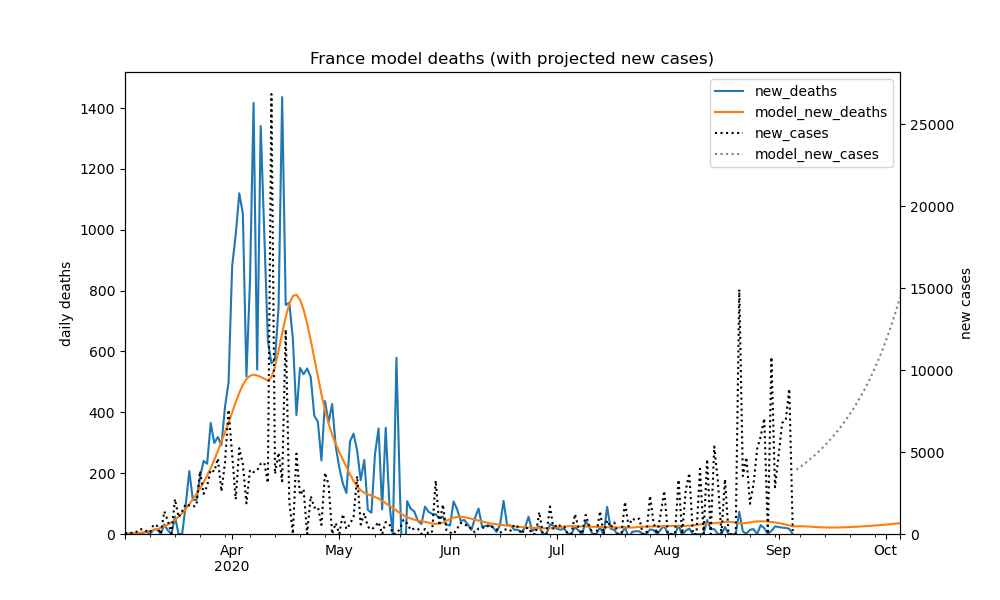 France model deaths (with projected new cases)
new_deaths
model_new_deaths
new_cases
model_new_cases
1400
1200
1000
800
600
400
200
0
daily deaths
25000
20000
15000
10000
5000
0
new cases
Apr May Jun Jul Aug Sep Oct
2020